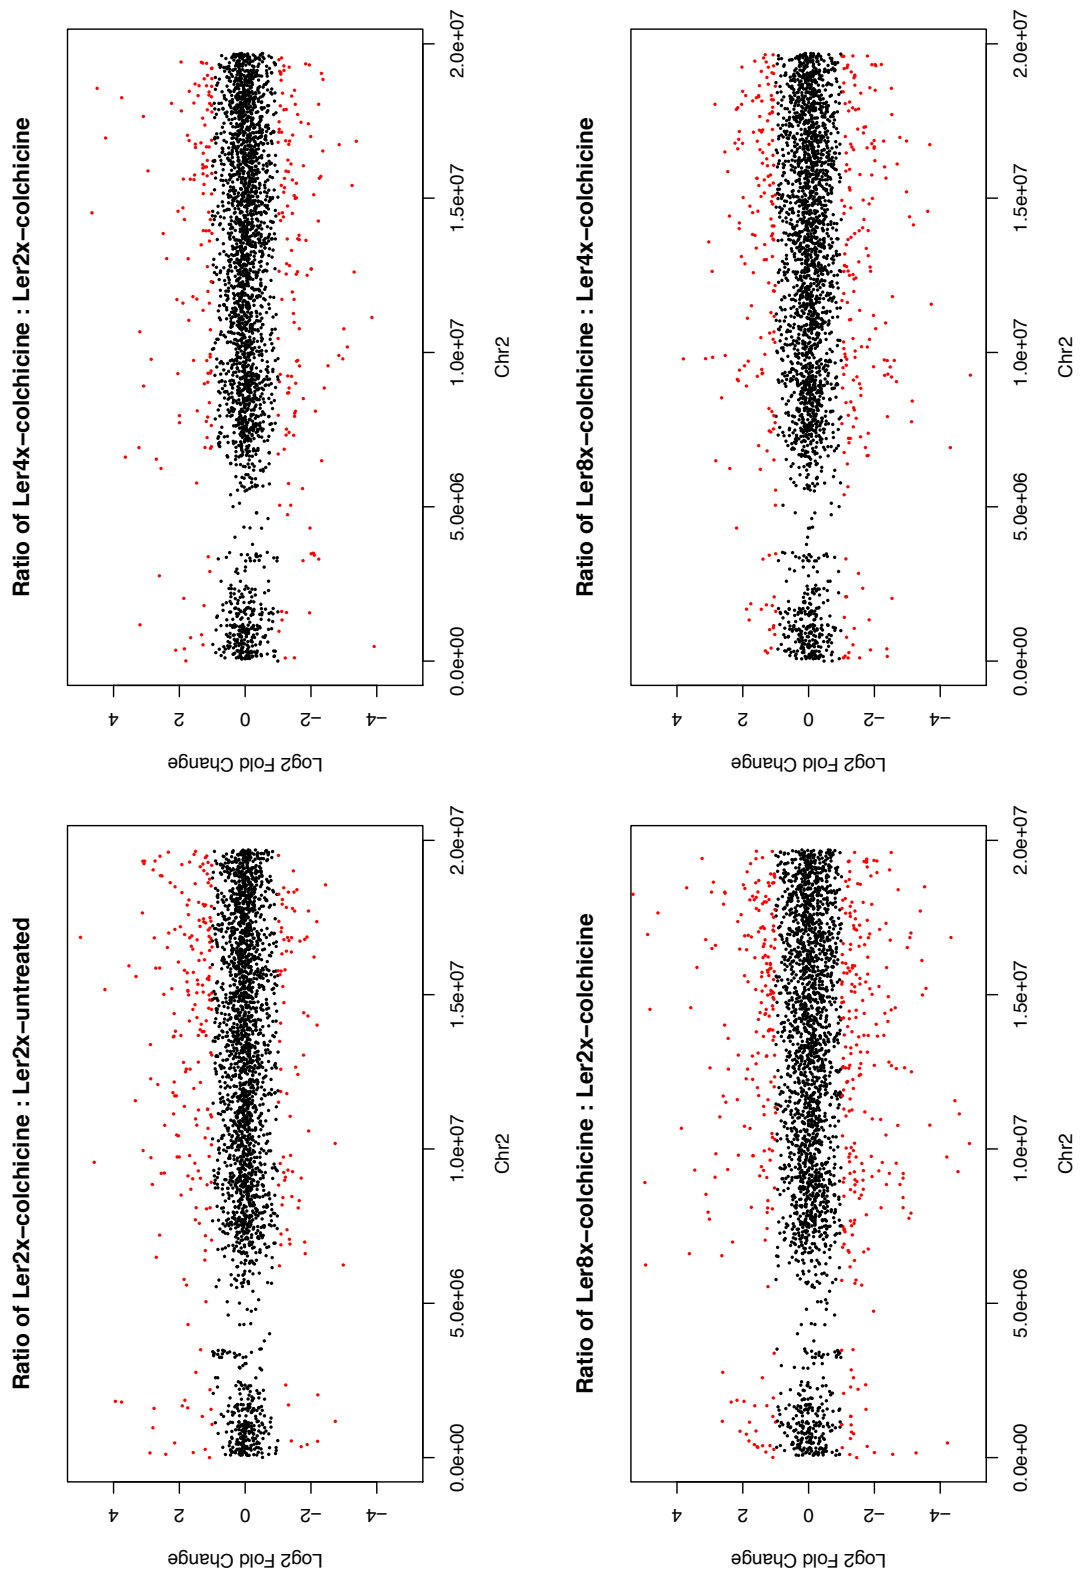 Ratio of Ler2x−colchicine : Ler2x−untreated
Log2 Fold Change
4
2
0
−2
−4
0.0e+00
5.0e+06
1.0e+07
1.5e+07
2.0e+07
Chr2
Ratio of Ler4x−colchicine : Ler2x−colchicine
Log2 Fold Change
4
2
0
−2
−4
0.0e+00
5.0e+06
1.0e+07
1.5e+07
2.0e+07
Chr2
Ratio of Ler8x−colchicine : Ler2x−colchicine
Log2 Fold Change
4
2
0
−2
−4
0.0e+00
5.0e+06
1.0e+07
1.5e+07
2.0e+07
Chr2
Ratio of Ler8x−colchicine : Ler4x−colchicine
Log2 Fold Change
4
2
0
−2
−4
0.0e+00
5.0e+06
1.0e+07
1.5e+07
2.0e+07
Chr2